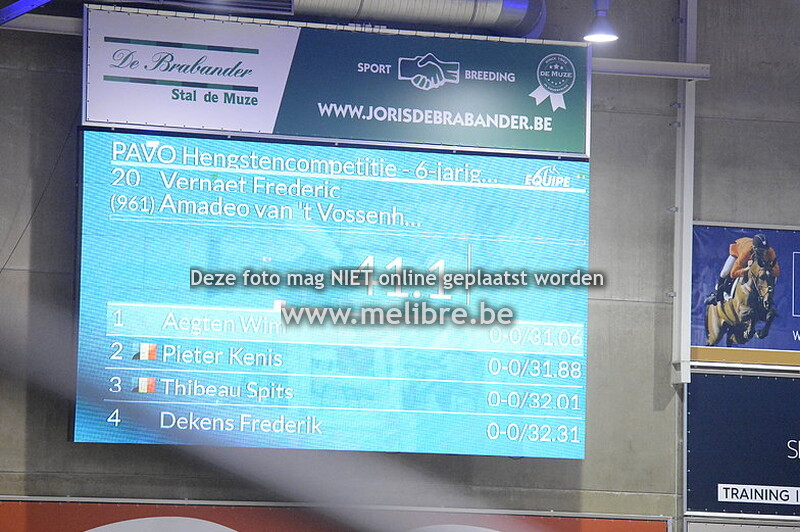 De Brabander
Stal de Muze
SPORT BREEDING
DE MUZE
WWW.JORISDEBRABANDER.BE
PAVO Hengstencompetitie - 6-jarig...
EQUIPE
20 Vernaet Frederic
(961) Amadeo van 't Vossenh...
41.1
Deze foto mag NIET online geplaatst worden
www.melibre.be
1 Aegten Wim 0-0/31.06
2 Pieter Kenis 0-0/31.88
3 Thibeau Spits 0-0/32.01
4 Dekens Frederik 0-0/32.31
W
S
TRAINING